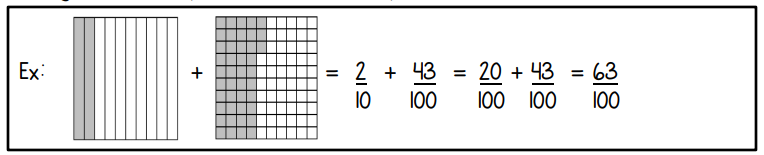 Ex: + = 2/10 + 43/100 = 20/100 + 43/100 = 63/100